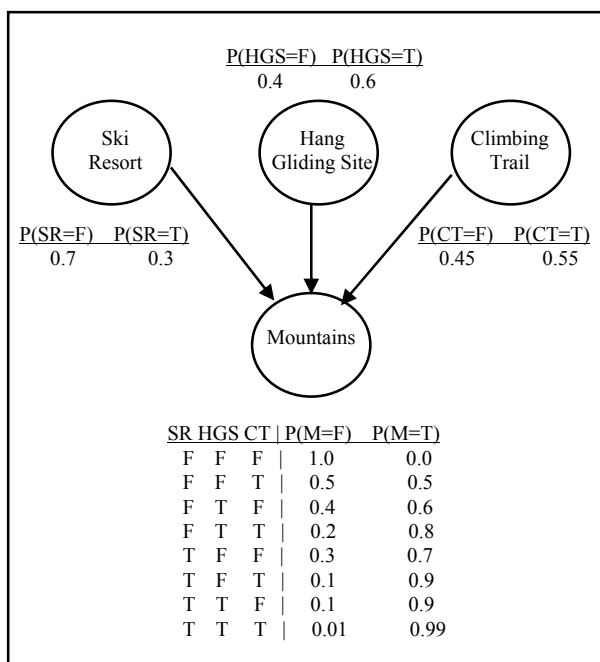 P(HGS=F) P(HGS=T)
0.4 0.6
Ski
Resort
Hang
Gliding Site
Climbing
Trail
P(SR=F) P(SR=T)
0.7 0.3
P(CT=F) P(CT=T)
0.45 0.55
Mountains
SR HGS CT | P(M=F) P(M=T)
F F F | 1.0 0.0
F F T | 0.5 0.5
F T F | 0.4 0.6
F T T | 0.2 0.8
T F F | 0.3 0.7
T F T | 0.1 0.9
T T F | 0.1 0.9
T T T | 0.01 0.99